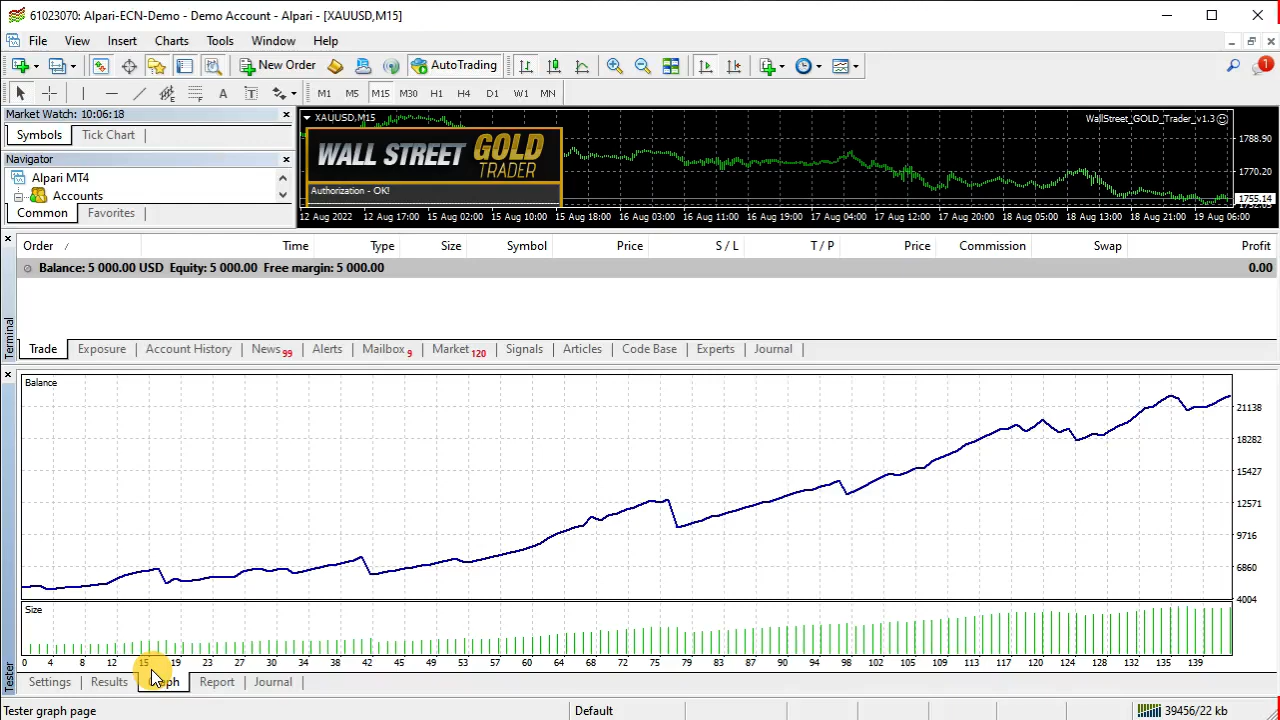 61023070: Alpari-ECN-Demo - Demo Account - Alpari - [XAUUSD,M15]
File View Insert Charts Tools Window Help
New Order AutoTrading 1
A T M1 M5 M15 M30 H1 H4 D1 W1 MN
Market Watch: 10:06:18
Symbols Tick Chart
Navigator
Alpari MT4
Accounts
Common Favorites
XAUUSD,M15 WallStreet_GOLD_Trader_v1.3
WALL STREET GOLD
TRADER
Authorization - OK!
1788.90
1770.20
1755.14
12 Aug 2022 12 Aug 17:00 15 Aug 02:00 15 Aug 10:00 15 Aug 18:00 16 Aug 03:00 16 Aug 11:00 16 Aug 19:00 17 Aug 04:00 17 Aug 12:00 17 Aug 20:00 18 Aug 05:00 18 Aug 13:00 18 Aug 21:00 19 Aug 06:00
Order / Time Type Size Symbol Price S / L T / P Price Commission Swap Profit
Balance: 5 000.00 USD Equity: 5 000.00 Free margin: 5 000.00 0.00
Terminal
Trade Exposure Account History News 99 Alerts Mailbox 9 Market 120 Signals Articles Code Base Experts Journal
Balance
21138
18282
15427
12571
9716
6860
4004
Size
0 4 8 12 15 19 23 27 30 34 38 42 45 49 53 57 60 64 68 72 75 79 83 87 90 94 98 102 105 109 113 117 120 124 128 132 135 139
Tester
Settings Results Graph Report Journal
Tester graph page Default 39456/22 kb